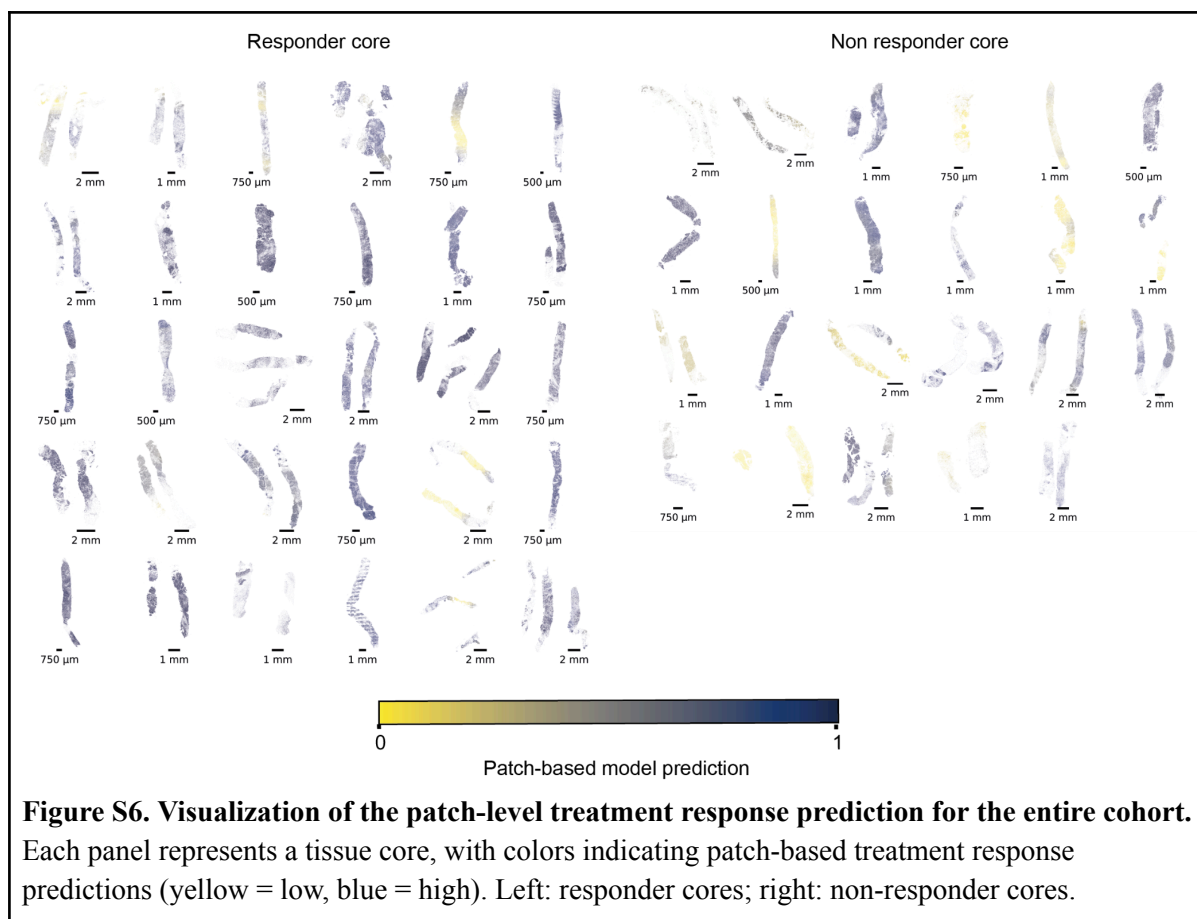 Responder core
Non responder core
2 mm 1 mm 750 µm 2 mm 750 µm 500 µm
2 mm 2 mm 1 mm 750 µm 1 mm 500 µm
2 mm 1 mm 500 µm 750 µm 1 mm 750 µm
1 mm 500 µm 1 mm 1 mm 1 mm 1 mm
750 µm 500 µm 2 mm 2 mm 2 mm 750 µm
1 mm 1 mm 2 mm 2 mm 2 mm 2 mm
2 mm 2 mm 2 mm 750 µm 2 mm 750 µm
750 µm 2 mm 2 mm 1 mm 2 mm
750 µm 1 mm 1 mm 1 mm 2 mm 2 mm
0 1
Patch-based model prediction
Figure S6. Visualization of the patch-level treatment response prediction for the entire cohort.
Each panel represents a tissue core, with colors indicating patch-based treatment response
predictions (yellow = low, blue = high). Left: responder cores; right: non-responder cores.